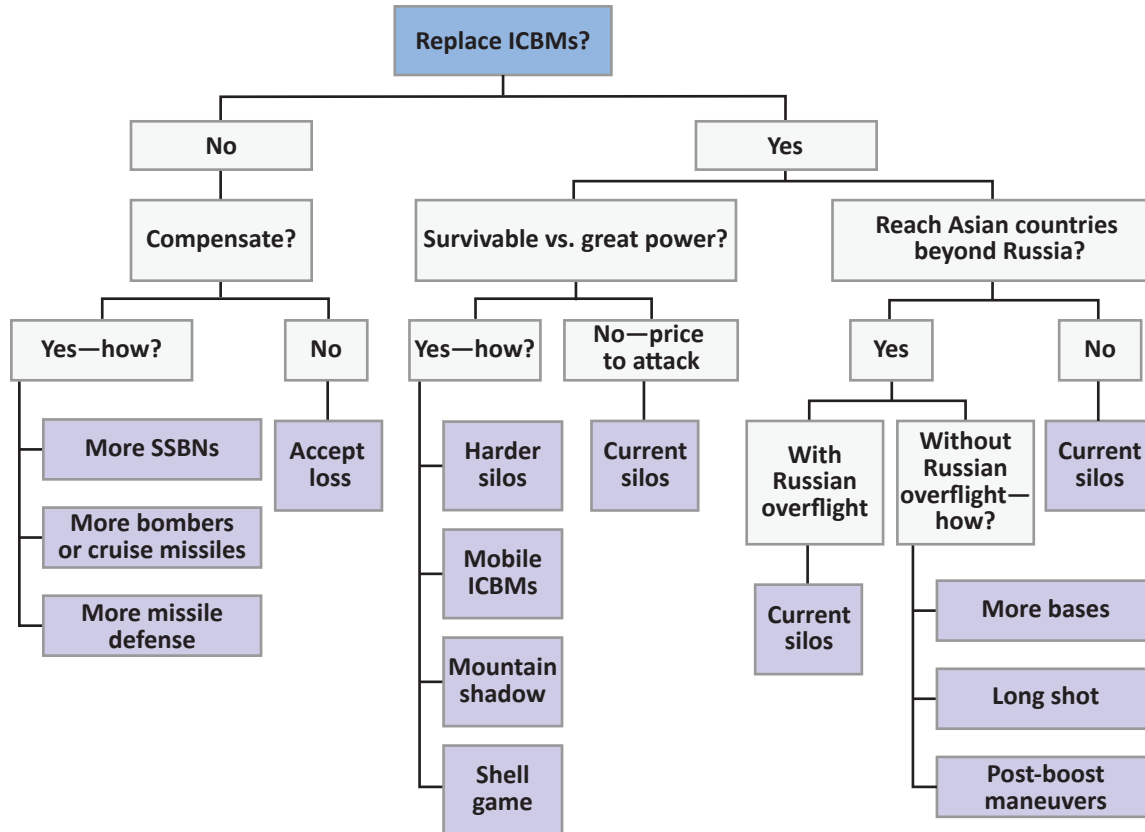 Replace ICBMs?
No
Yes
Compensate?
Survivable vs. great power?
Reach Asian countries
beyond Russia?
Yes—how?
No
Yes—how?
No—price
to attack
Yes
No
More SSBNs
More bombers
or cruise missiles
More missile
defense
Accept
loss
Harder
silos
Mobile
ICBMs
Mountain
shadow
Shell
game
Current
silos
With
Russian
overflight
Current
silos
Without
Russian
overflight—
how?
More bases
Long shot
Post-boost
maneuvers
Current
silos